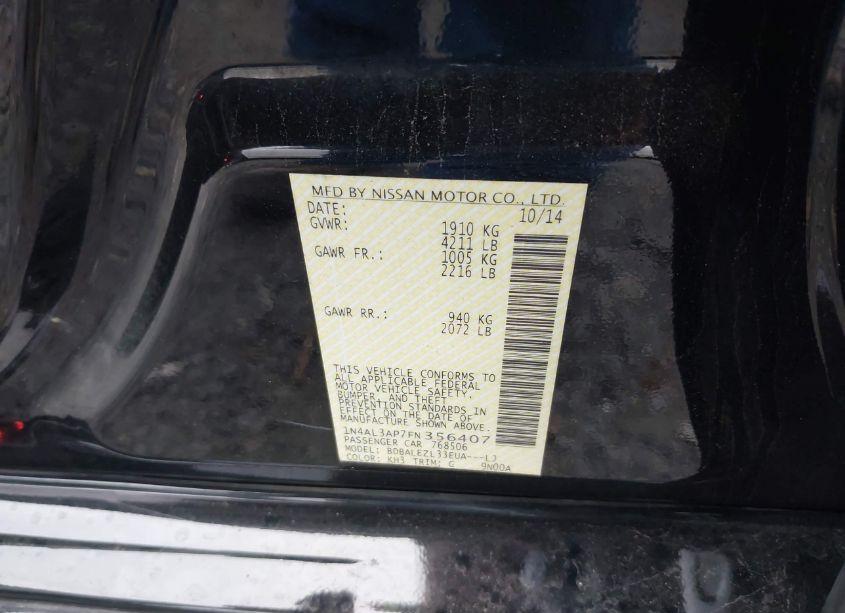 MFD BY NISSAN MOTOR CO., LTD.
DATE: 10/14
GVWR: 1910 KG
4211 LB
GAWR FR.: 1005 KG
2216 LB
GAWR RR.: 940 KG
2072 LB
THIS VEHICLE CONFORMS TO
ALL APPLICABLE FEDERAL
MOTOR VEHICLE SAFETY,
BUMPER, AND THEFT
PREVENTION STANDARDS IN
EFFECT ON THE DATE OF
MANUFACTURE SHOWN ABOVE.
1N4AL3AP7FN356407
PASSENGER CAR 768506
MODEL: BDBALEZL33EUA---LJ
COLOR: KH3 TRIM: G 9N00A